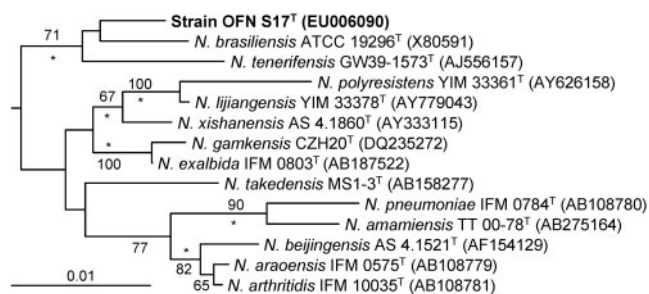 Strain OFN S17ᵀ (EU006090)
71
N. brasiliensis ATCC 19296ᵀ (X80591)
*
N. tenerifensis GW39-1573ᵀ (AJ556157)
100
N. polyresistens YIM 33361ᵀ (AY626158)
67
*
N. lijiangensis YIM 33378ᵀ (AY779043)
*
N. xishanensis AS 4.1860ᵀ (AY333115)
*
N. gamkensis CZH20ᵀ (DQ235272)
100
N. exalbida IFM 0803ᵀ (AB187522)
N. takedensis MS1-3ᵀ (AB158277)
90
N. pneumoniae IFM 0784ᵀ (AB108780)
*
N. amamiensis TT 00-78ᵀ (AB275164)
77
*
N. beijingensis AS 4.1521ᵀ (AF154129)
82
N. araoensis IFM 0575ᵀ (AB108779)
0.01
65
N. arthritidis IFM 10035ᵀ (AB108781)